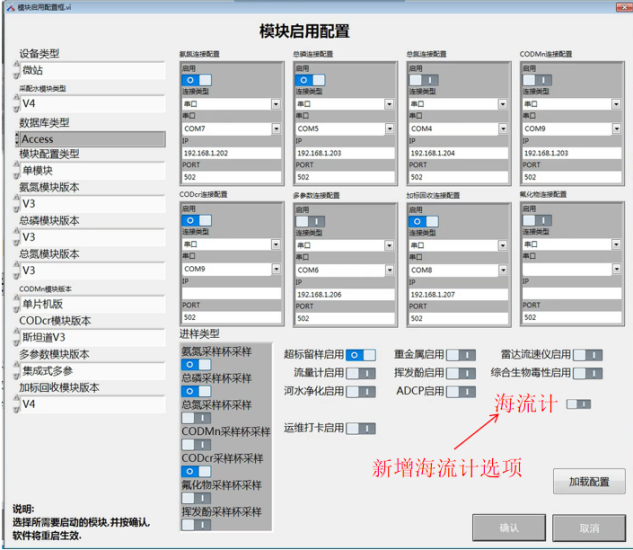 模块启用配置框.vi
模块启用配置
设备类型
微站
采配水模块类型
V4
数据库类型
Access
模块配置类型
单模块
氨氮模块版本
V3
总磷模块版本
V3
总氮模块版本
V3
CODMn模块版本
单片机版
CODcr模块版本
斯坦道V3
多参数模块版本
集成式多参
加标回收模块版本
V4
说明:
选择所需要启动的模块,并按确认,
软件将重启生效.
氨氮连接配置
启用
连接类型
串口
串口
COM7
IP
192.168.1.202
PORT
502
总磷连接配置
启用
连接类型
串口
串口
COM5
IP
192.168.1.203
PORT
502
总氮连接配置
启用
连接类型
串口
串口
COM4
IP
192.168.1.204
PORT
502
CODMn连接配置
启用
连接类型
串口
串口
COM9
IP
192.168.1.203
PORT
502
CODcr连接配置
启用
连接类型
串口
串口
COM9
IP
PORT
502
多参数连接配置
启用
连接类型
串口
串口
COM6
IP
192.168.1.206
PORT
502
加标回收连接配置
启用
连接类型
串口
串口
COM8
IP
192.168.1.207
PORT
502
氟化物连接配置
启用
连接类型
串口
串口
IP
PORT
502
进样类型
氨氮采样杯采样
总磷采样杯采样
总氮采样杯采样
CODMn采样杯采样
CODcr采样杯采样
氟化物采样杯采样
挥发酚采样杯采样
超标留样启用
重金属启用
雷达流速仪启用
流量计启用
挥发酚启用
综合生物毒性启用
河水净化启用
ADCP启用
海流计
运维打卡启用
新增海流计选项
加载配置
确认
取消